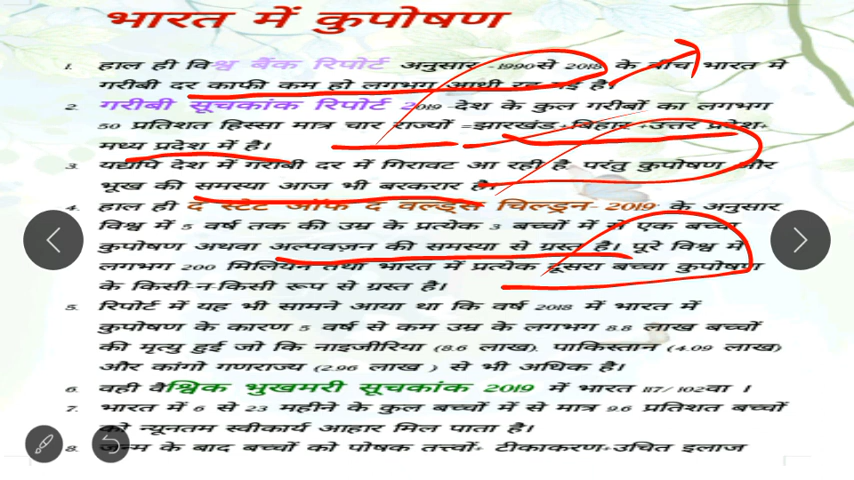 भारत में कुपोषण
1. हाल ही विश्व बैंक रिपोर्ट अनुसार -1990से 2018 के बीच भारत मे
गरीबी दर काफी कम हो लगभग आधी रह गई है।
2. गरीबी सूचकांक रिपोर्ट 2019 -देश के कुल गरीबों का लगभग
50 प्रतिशत हिस्सा मात्र चार राज्यों =झारखंड+बिहार +उत्तर प्रदेश+
मध्य प्रदेश में है।
3. यद्यपि देश में गरीबी दर में गिरावट आ रही है परंतु कुपोषण और
भूख की समस्या आज भी बरकरार है।
4. हाल ही द स्टेट ऑफ द वर्ल्ड्स चिल्ड्रन- 2019 के अनुसार
विश्व में 5 वर्ष तक की उम्र के प्रत्येक 3 बच्चों में से एक बच्चा
कुपोषण अथवा अल्पवज़न की समस्या से ग्रस्त है। पूरे विश्व में
लगभग 200 मिलियन तथा भारत में प्रत्येक दूसरा बच्चा कुपोषण
के किसी-न-किसी रूप से ग्रस्त है।
5. रिपोर्ट में यह भी सामने आया था कि वर्ष 2018 में भारत में
कुपोषण के कारण 5 वर्ष से कम उम्र के लगभग 8.8 लाख बच्चों
की मृत्यु हुई जो कि नाइजीरिया (8.6 लाख), पाकिस्तान (4.09 लाख)
और कांगो गणराज्य (2.96 लाख ) से भी अधिक है।
6. वही वैश्विक भुखमरी सूचकांक 2019 में भारत 117/ 102वा ।
7. भारत में 6 से 23 महीने के कुल बच्चों में से मात्र 9.6 प्रतिशत बच्चों
को न्यूनतम स्वीकार्य आहार मिल पाता है।
8. जन्म के बाद बच्चों को पोषक तत्त्वों+ टीकाकरण+उचित इलाज